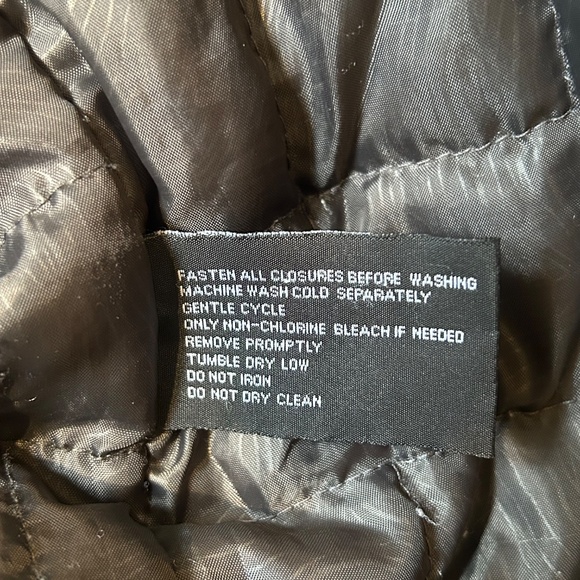 FASTEN ALL CLOSURES BEFORE WASHING
MACHINE WASH COLD SEPARATELY
GENTLE CYCLE
ONLY NON-CHLORINE BLEACH IF NEEDED
REMOVE PROMPTLY
TUMBLE DRY LOW
DO NOT IRON
DO NOT DRY CLEAN